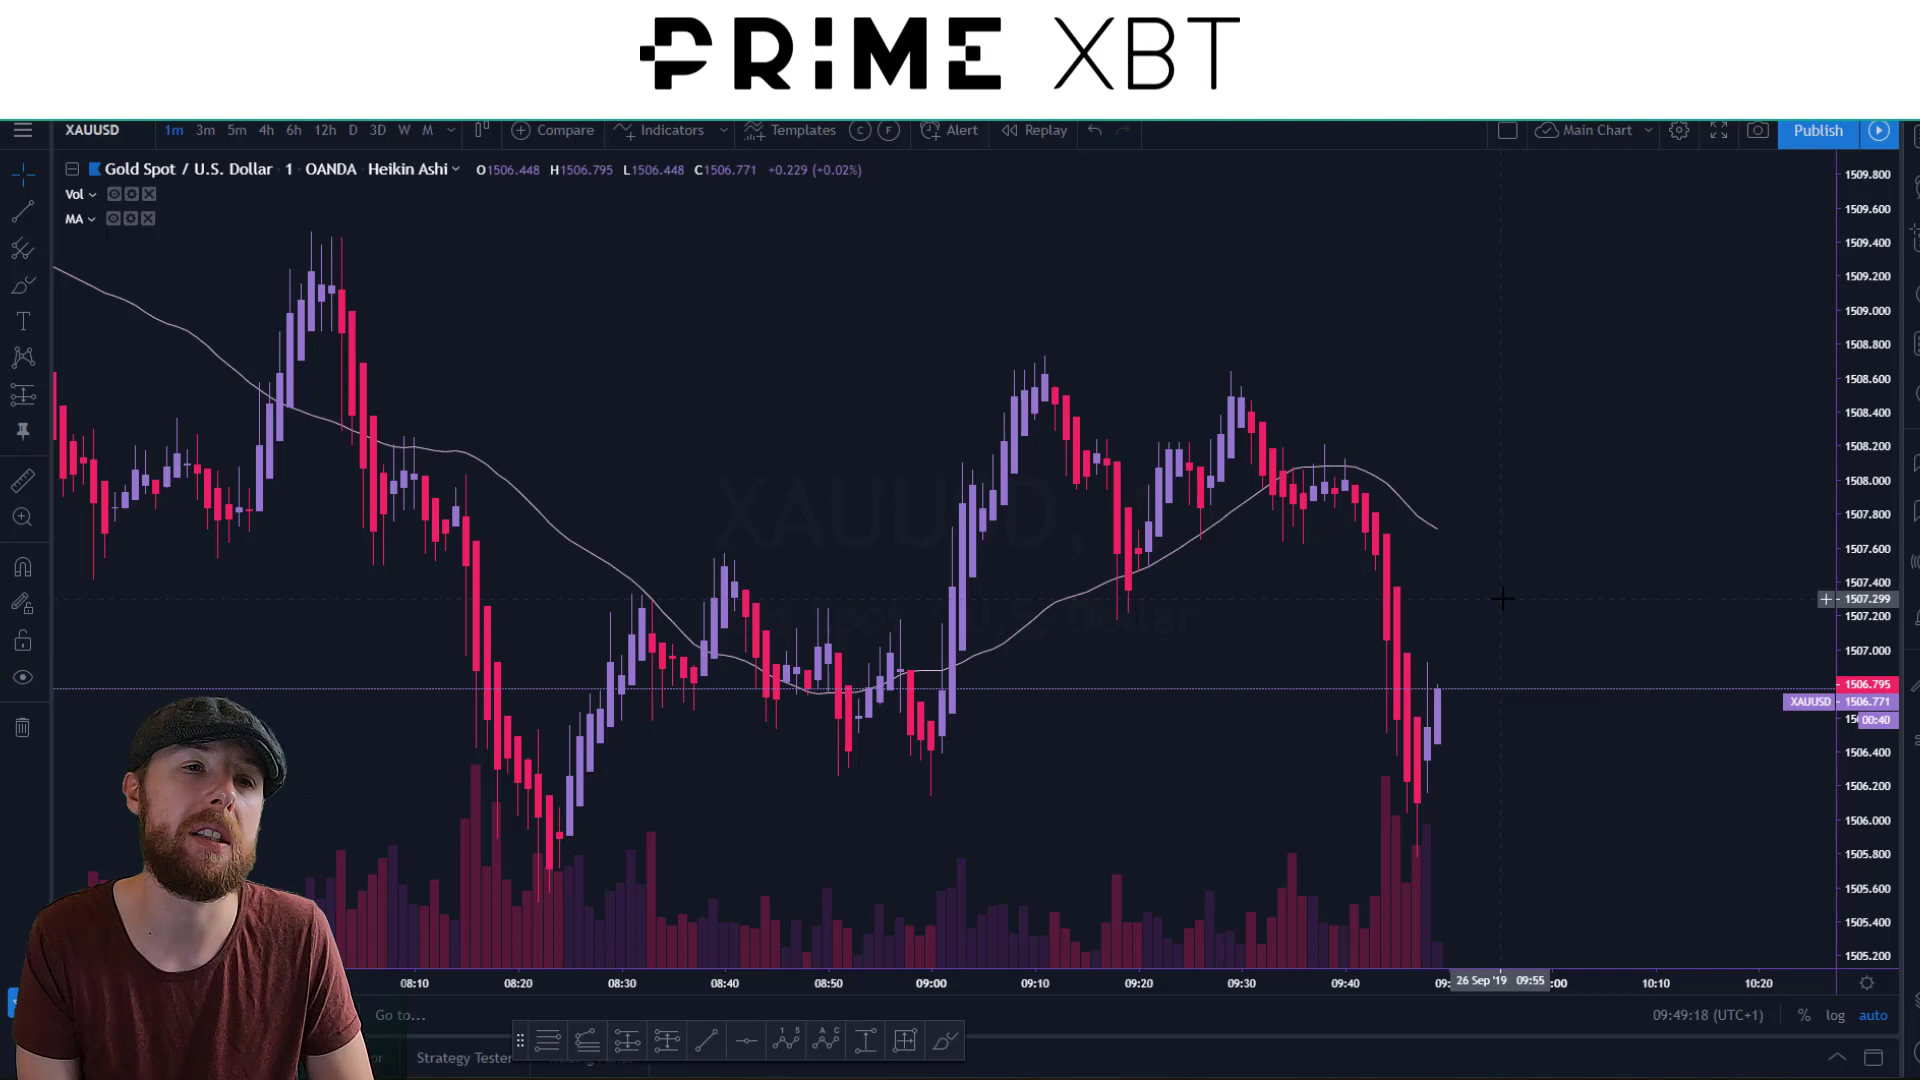 PRIME XBT
XAUUSD 1m 3m 5m 4h 6h 12h D 3D W M Compare Indicators Templates C F Alert Replay Main Chart Publish
Gold Spot / U.S. Dollar · 1 · OANDA · Heikin Ashi O1506.448 H1506.795 L1506.448 C1506.771 +0.229 (+0.02%)
Vol
MA
XAUUSD, 1
Gold Spot / U.S. Dollar
1509.800
1509.600
1509.400
1509.200
1509.000
1508.800
1508.600
1508.400
1508.200
1508.000
1507.800
1507.600
1507.400
1507.299
1507.200
1507.000
1506.795
XAUUSD 1506.771
00:40
1506.400
1506.200
1506.000
1505.800
1505.600
1505.400
1505.200
08:10 08:20 08:30 08:40 08:50 09:00 09:10 09:20 09:30 09:40 26 Sep '19 09:55 10:10 10:20
Go to... 09:49:18 (UTC+1) % log auto
Strategy Tester